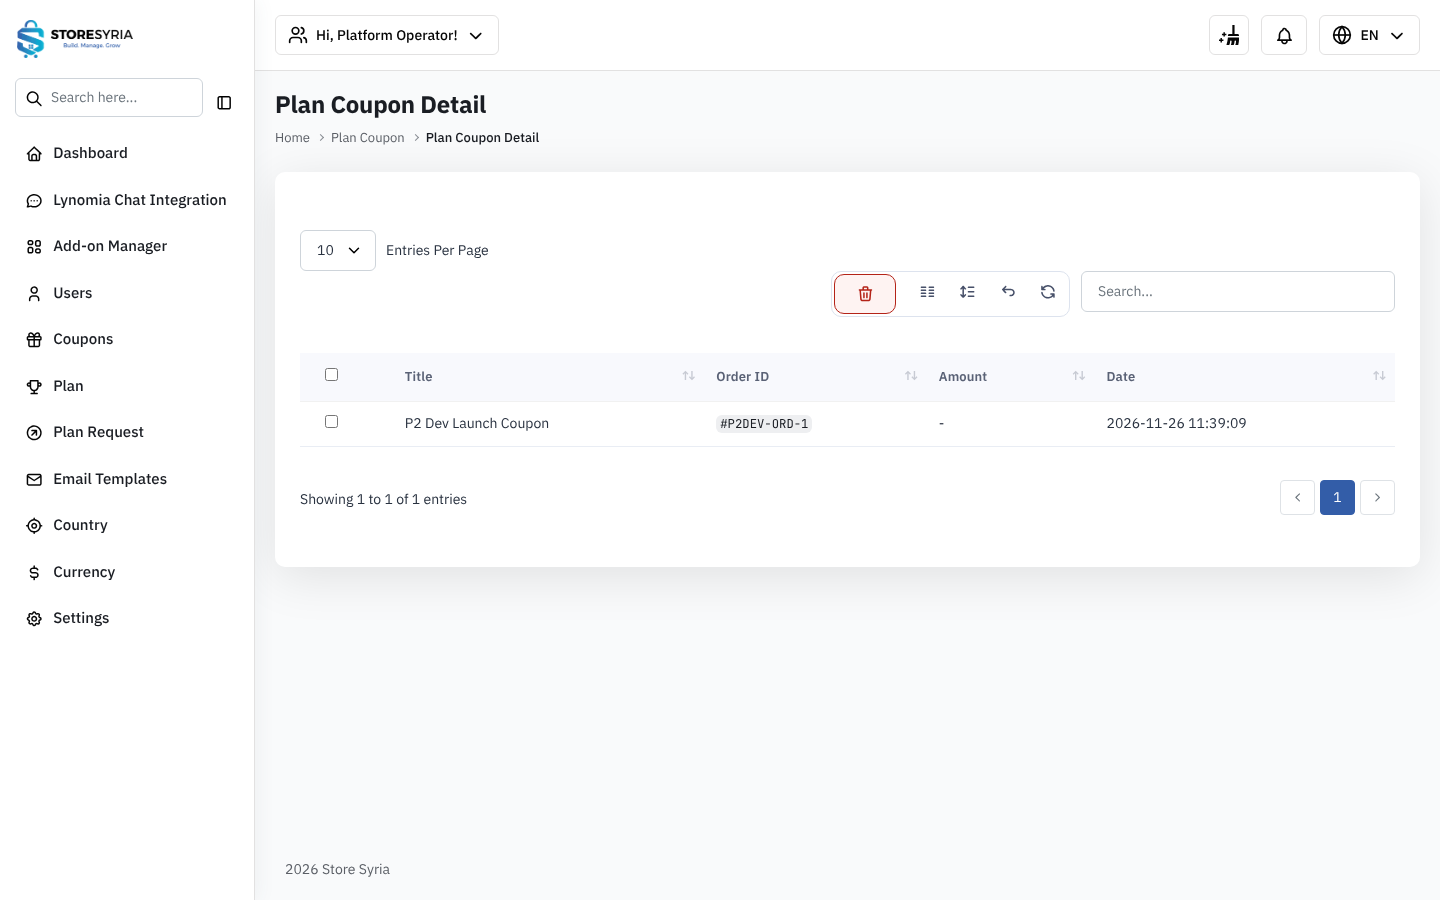 STORESYRIA
Build. Manage. Grow
Search here...
Dashboard
Lynomia Chat Integration
Add-on Manager
Users
Coupons
Plan
Plan Request
Email Templates
Country
Currency
Settings
Hi, Platform Operator!
EN
Plan Coupon Detail
Home > Plan Coupon > Plan Coupon Detail
10 Entries Per Page
Search...
Title Order ID Amount Date
P2 Dev Launch Coupon #P2DEV-ORD-1 - 2026-11-26 11:39:09
Showing 1 to 1 of 1 entries
‹ 1 ›
2026 Store Syria